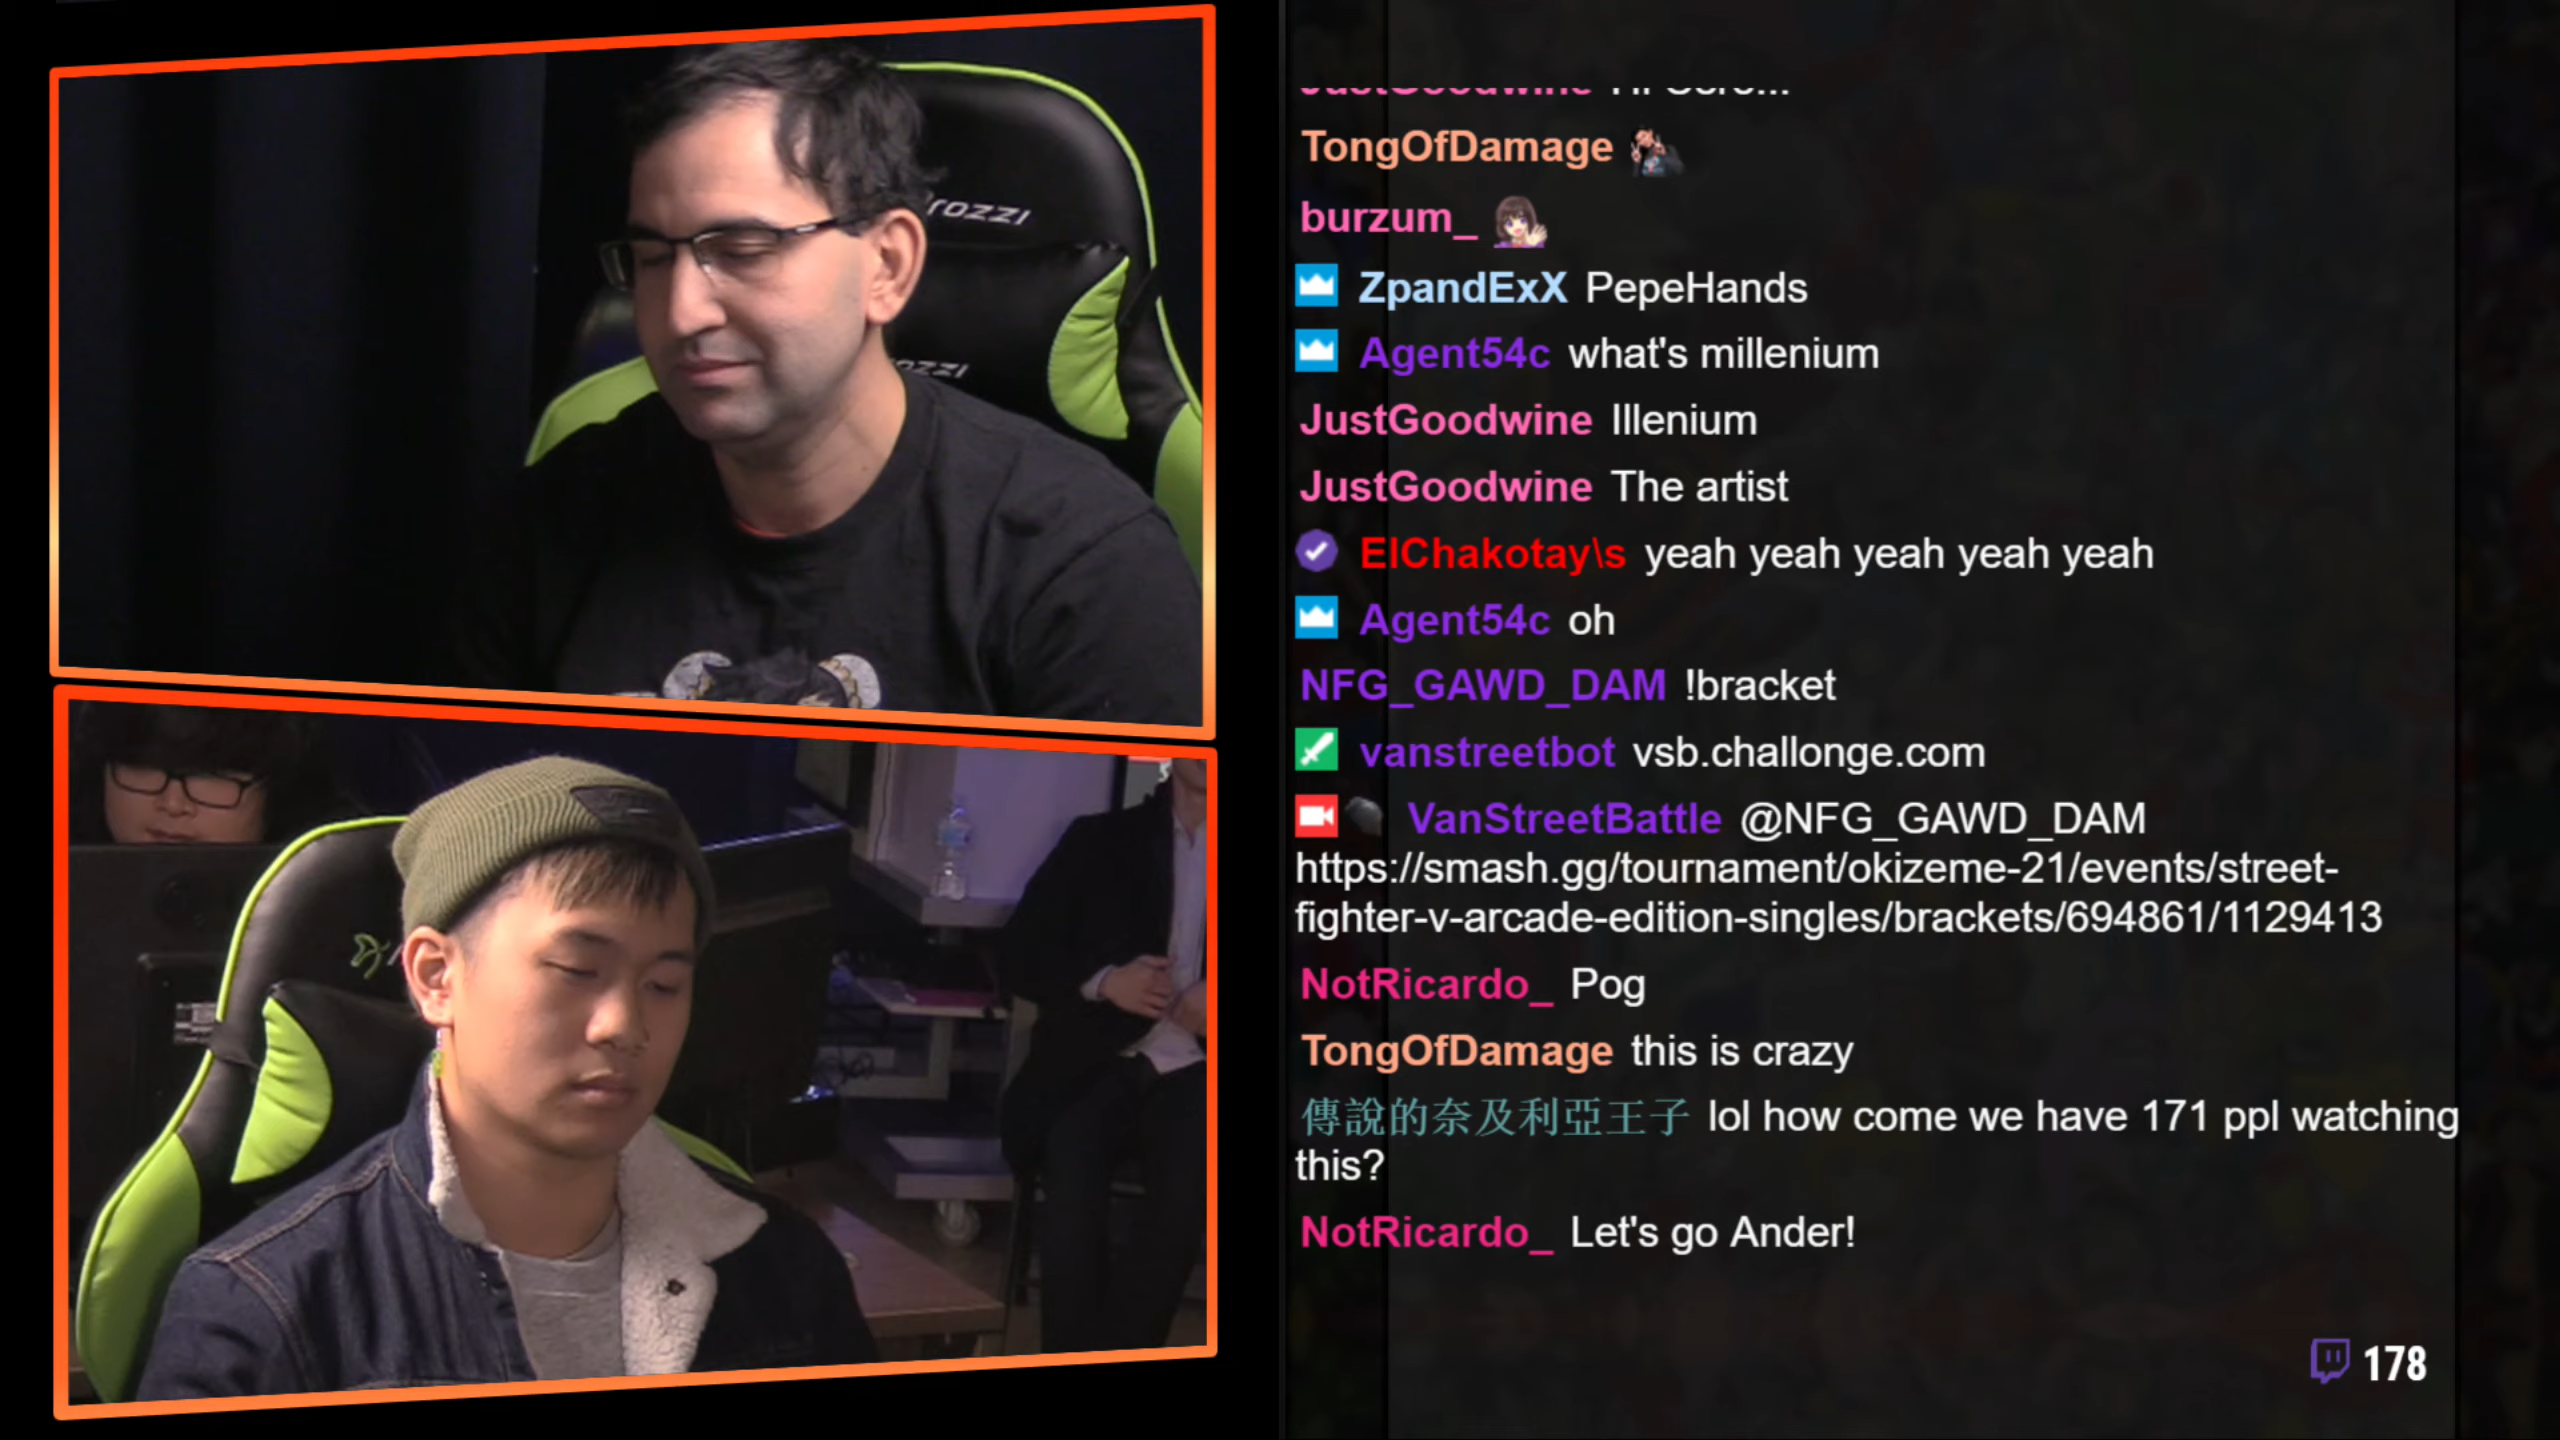 rozzi
ozzi
TongOfDamage
burzum_
ZpandExX PepeHands
Agent54c what's millenium
JustGoodwine Illenium
JustGoodwine The artist
ElChakotay\s yeah yeah yeah yeah yeah
Agent54c oh
NFG_GAWD_DAM !bracket
vanstreetbot vsb.challonge.com
VanStreetBattle @NFG_GAWD_DAM
https://smash.gg/tournament/okizeme-21/events/street-
fighter-v-arcade-edition-singles/brackets/694861/1129413
NotRicardo_ Pog
TongOfDamage this is crazy
傳說的奈及利亞王子 lol how come we have 171 ppl watching
this?
NotRicardo_ Let's go Ander!
178